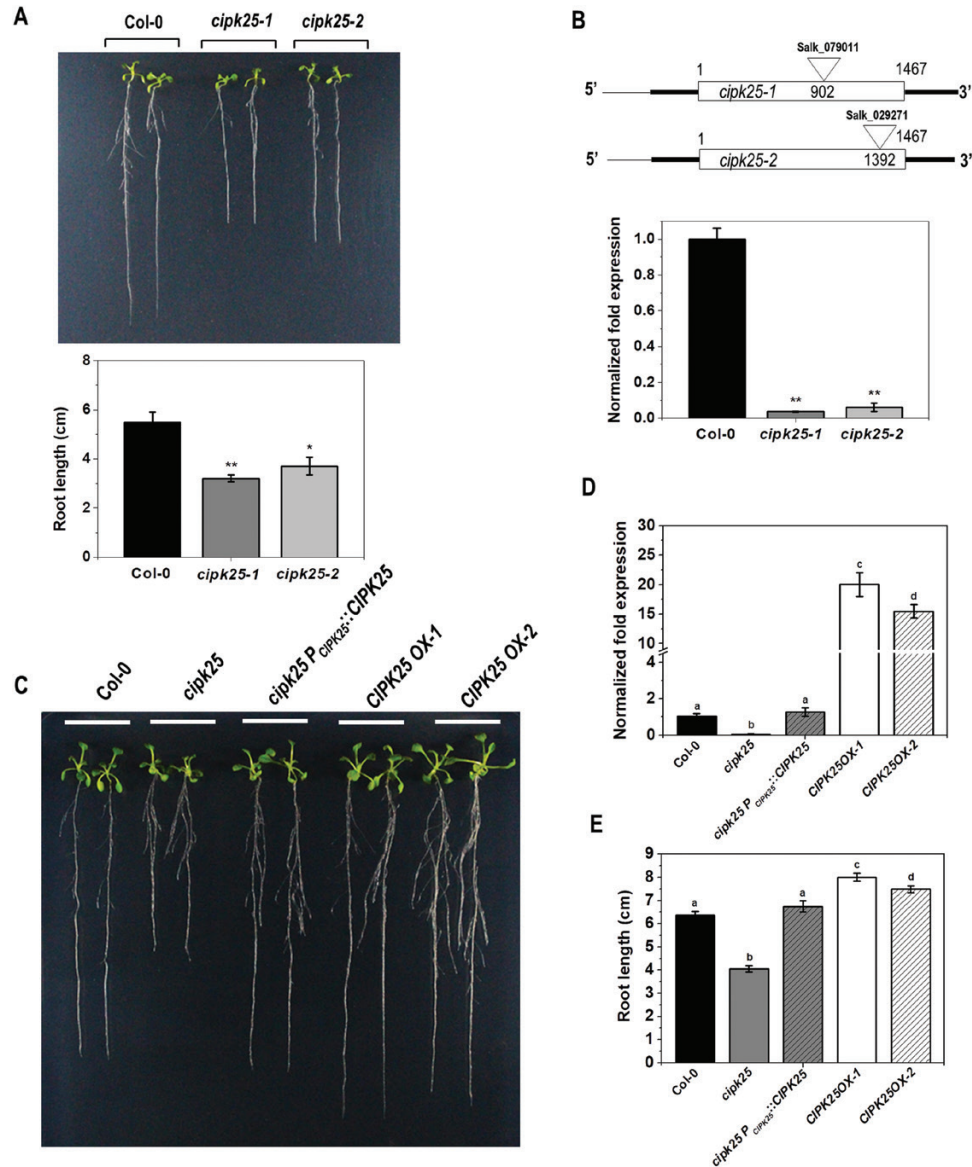 A
Col-0 cipk25-1 cipk25-2
8
6
4
2
0
Root length (cm)
** *
Col-0 cipk25-1 cipk25-2
B
Salk_079011
1 1467
5' cipk25-1 902 3'
Salk_029271
1 1467
5' cipk25-2 1392 3'
1.0
0.8
0.6
0.4
0.2
0.0
Normalized fold expression
** **
Col-0 cipk25-1 cipk25-2
C
Col-0 cipk25 cipk25 PCIPK25::CIPK25 CIPK25 OX-1 CIPK25 OX-2
D
30
25
20
15
10
4
2
0
Normalized fold expression
a b a c d
Col-0 cipk25 cipk25 PCIPK25::CIPK25 CIPK25OX-1 CIPK25OX-2
E
9
8
7
6
5
4
3
2
1
0
Root length (cm)
a b a c d
Col-0 cipk25 cipk25 PCIPK25::CIPK25 CIPK25OX-1 CIPK25OX-2